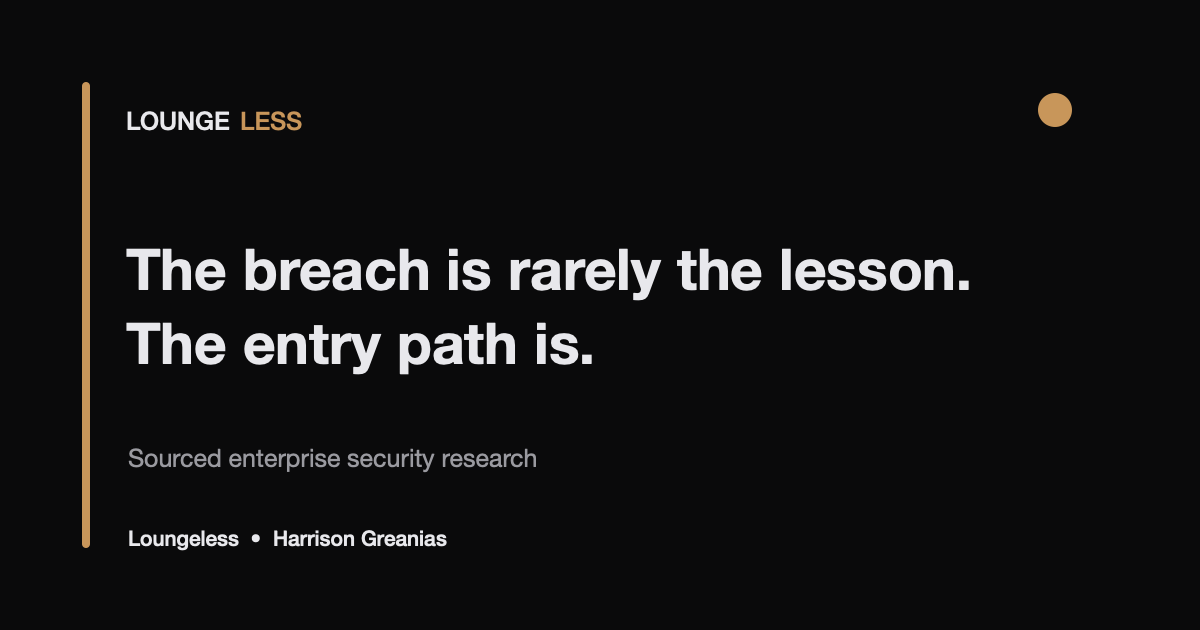 LOUNGE LESS
The breach is rarely the lesson.
The entry path is.
Sourced enterprise security research
Loungeless • Harrison Greanias